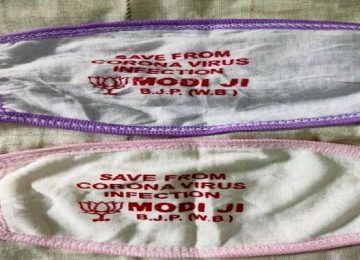 SAVE FROM
CORONA VIRUS
INFECTION
MODI JI
B.J.P. (W.B.)
SAVE FROM
CORONA VIRUS
INFECTION
MODI JI
B.J.P. (W.B.)